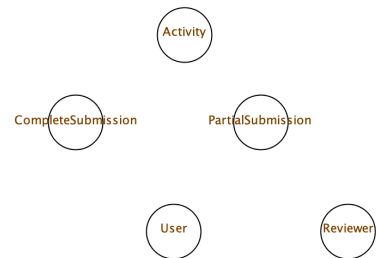 Activity
CompleteSubmission
PartialSubmission
User
Reviewer